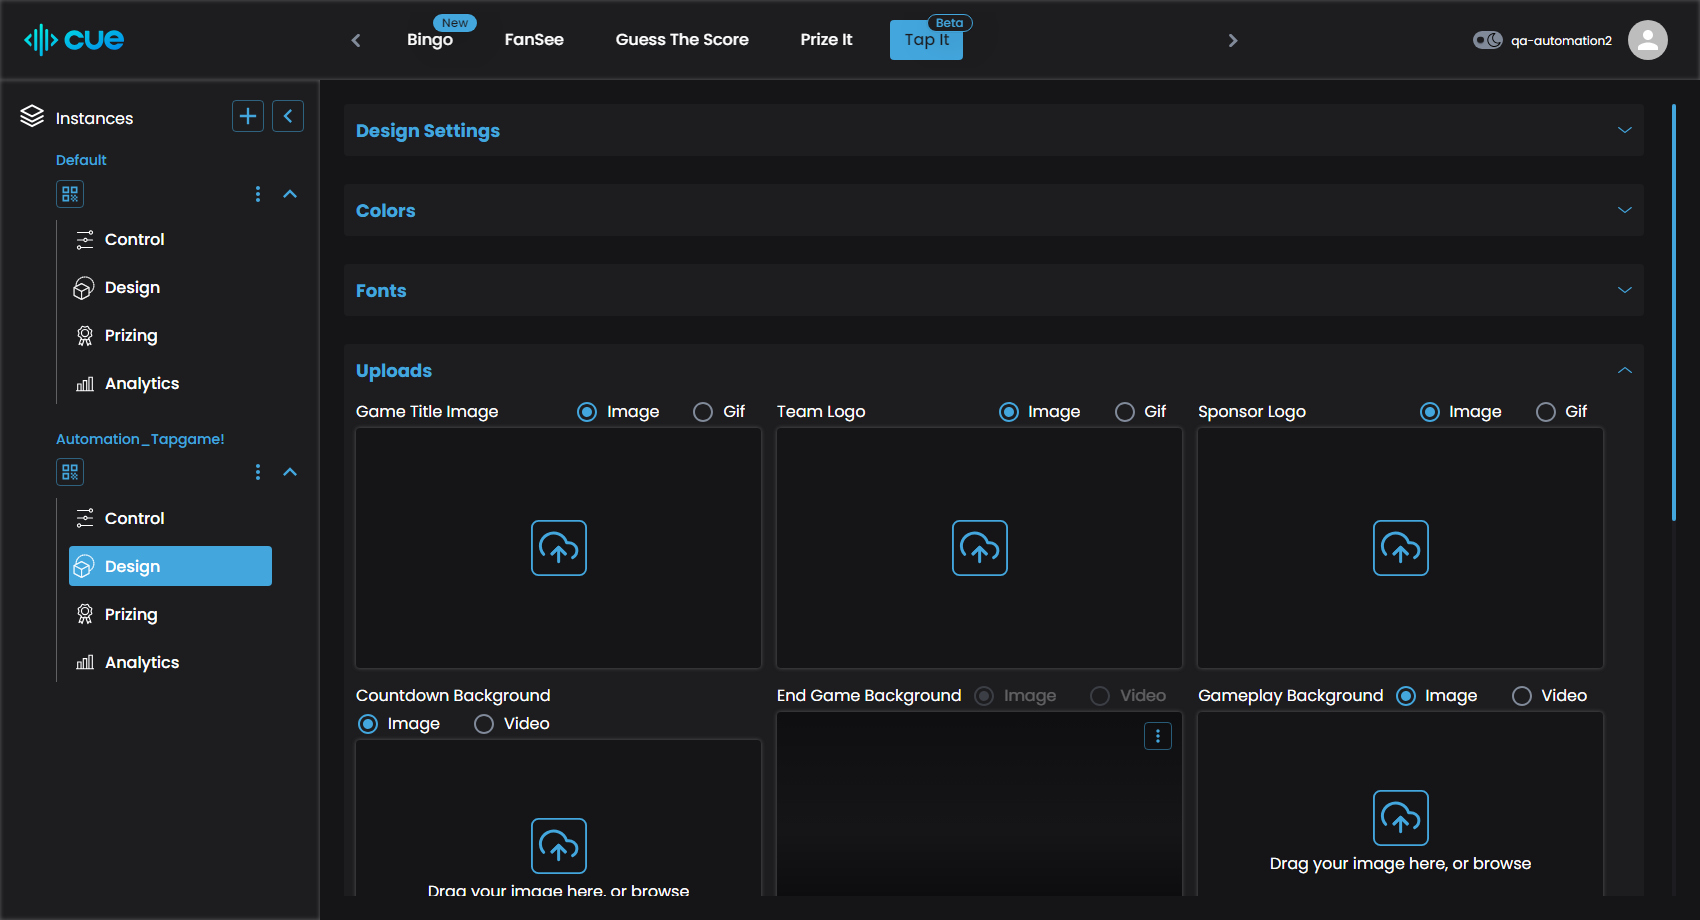 cue
New
Bingo
FanSee
Guess The Score
Prize It
Beta
Tap It
qa-automation2
Instances
Default
Control
Design
Prizing
Analytics
Automation_Tapgame!
Control
Design
Prizing
Analytics
Design Settings
Colors
Fonts
Uploads
Game Title Image Image Gif
Team Logo Image Gif
Sponsor Logo Image Gif
Countdown Background
Image Video
End Game Background Image Video
Gameplay Background Image Video
Drag your image here, or browse
Drag your image here, or browse